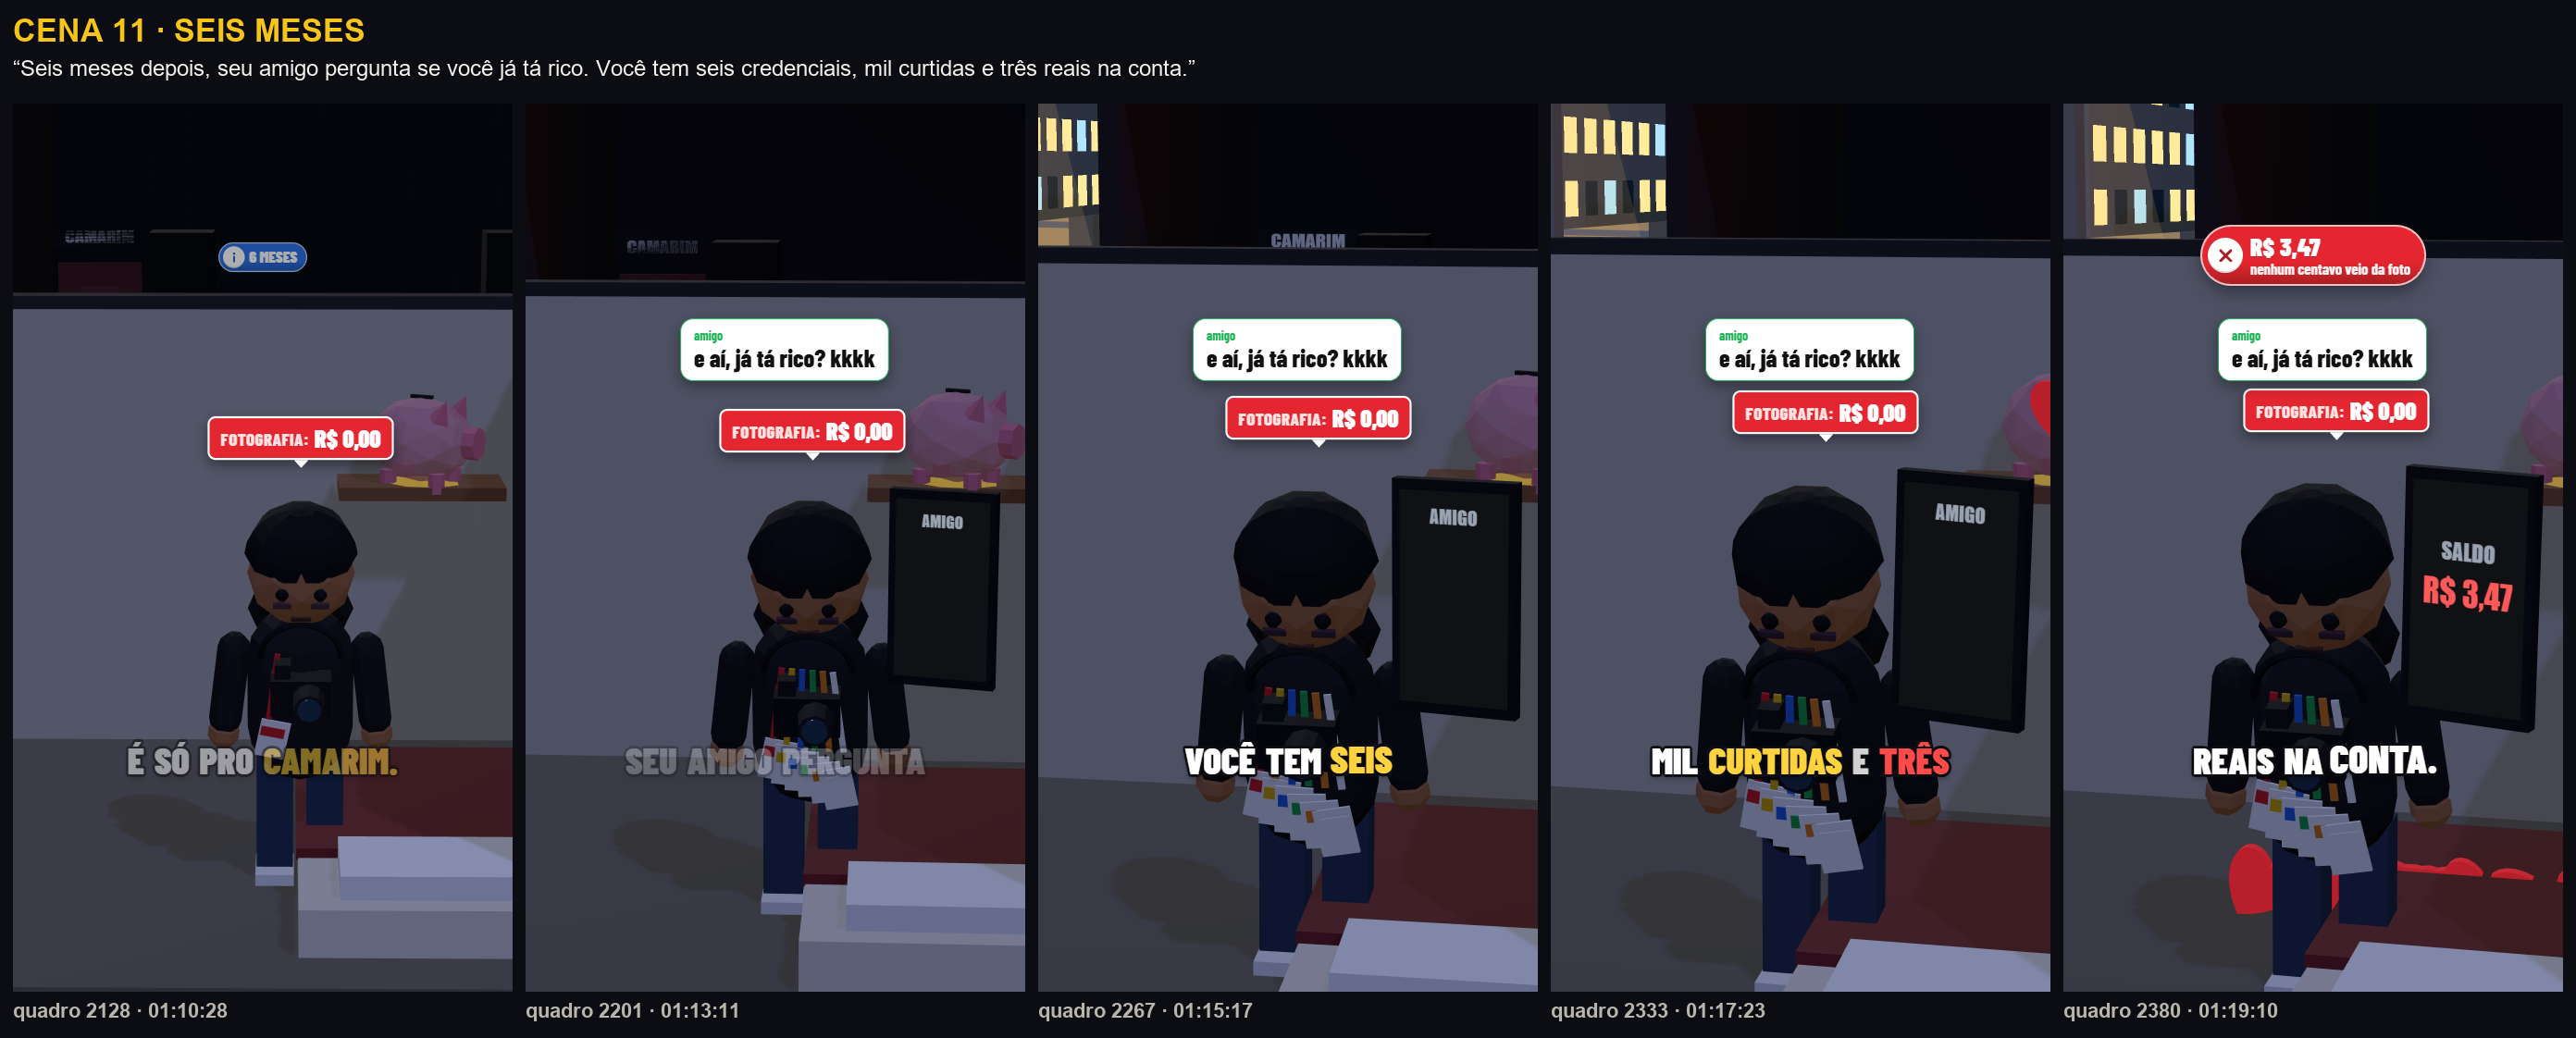 CENA 11 · SEIS MESES
“Seis meses depois, seu amigo pergunta se você já tá rico. Você tem seis credenciais, mil curtidas e três reais na conta.”
CAMARIM
i 6 MESES
FOTOGRAFIA: R$ 0,00
É SÓ PRO CAMARIM.
quadro 2128 · 01:10:28
CAMARIM
amigo
e aí, já tá rico? kkkk
FOTOGRAFIA: R$ 0,00
AMIGO
SEU AMIGO PERGUNTA
quadro 2201 · 01:13:11
CAMARIM
amigo
e aí, já tá rico? kkkk
FOTOGRAFIA: R$ 0,00
AMIGO
VOCÊ TEM SEIS
quadro 2267 · 01:15:17
amigo
e aí, já tá rico? kkkk
FOTOGRAFIA: R$ 0,00
AMIGO
MIL CURTIDAS E TRÊS
quadro 2333 · 01:17:23
R$ 3,47
nenhum centavo veio da foto
amigo
e aí, já tá rico? kkkk
FOTOGRAFIA: R$ 0,00
SALDO
R$ 3,47
REAIS NA CONTA.
quadro 2380 · 01:19:10